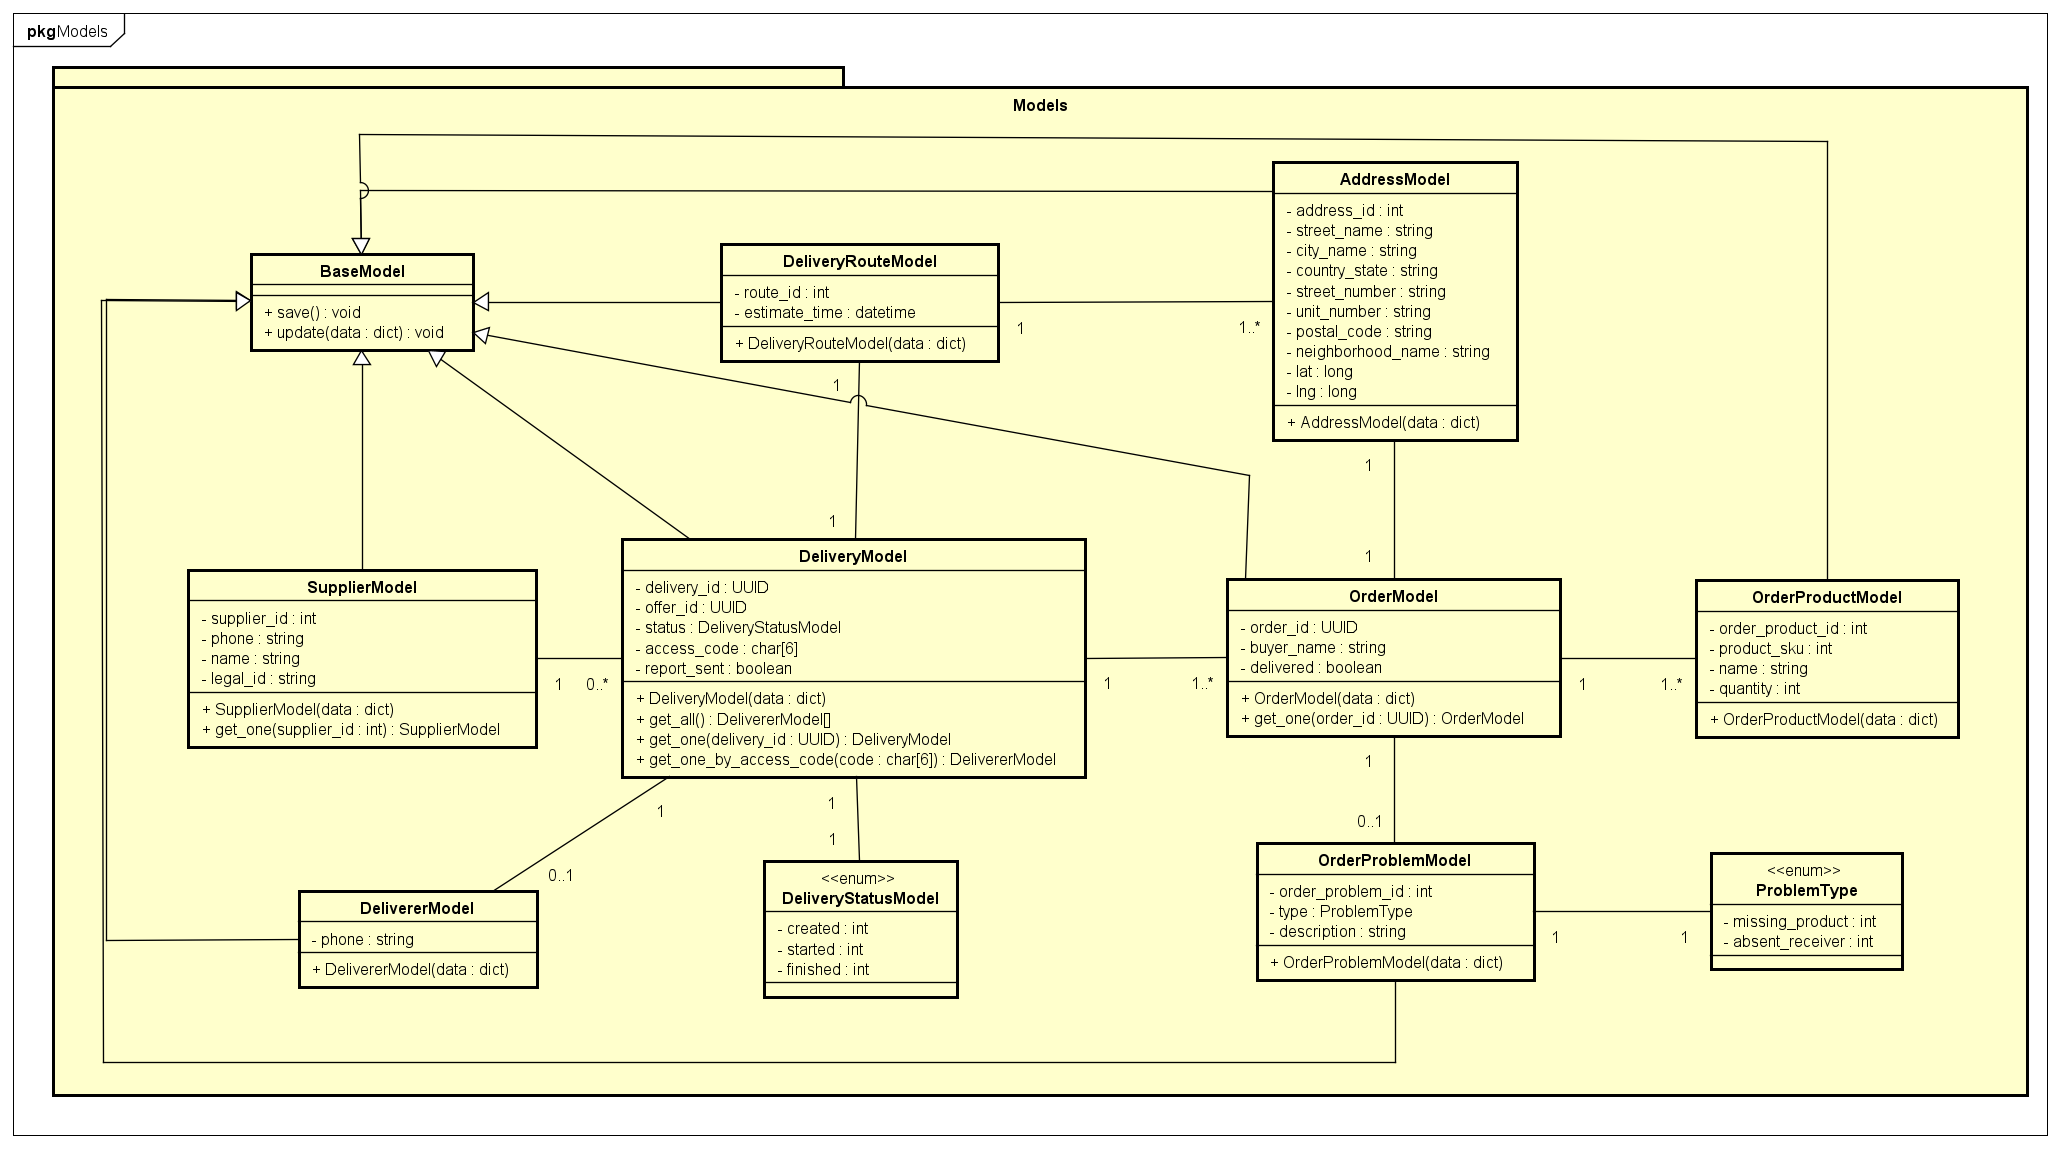 pkgModels
Models
BaseModel
+ save() : void
+ update(data : dict) : void
DeliveryRouteModel
- route_id : int
- estimate_time : datetime
+ DeliveryRouteModel(data : dict)
1
1..*
1
1
AddressModel
- address_id : int
- street_name : string
- city_name : string
- country_state : string
- street_number : string
- unit_number : string
- postal_code : string
- neighborhood_name : string
- lat : long
- lng : long
+ AddressModel(data : dict)
1
1
SupplierModel
- supplier_id : int
- phone : string
- name : string
- legal_id : string
+ SupplierModel(data : dict)
+ get_one(supplier_id : int) : SupplierModel
1
0..*
DeliveryModel
- delivery_id : UUID
- offer_id : UUID
- status : DeliveryStatusModel
- access_code : char[6]
- report_sent : boolean
+ DeliveryModel(data : dict)
+ get_all() : DelivererModel[]
+ get_one(delivery_id : UUID) : DeliveryModel
+ get_one_by_access_code(code : char[6]) : DelivererModel
1
1..*
OrderModel
- order_id : UUID
- buyer_name : string
- delivered : boolean
+ OrderModel(data : dict)
+ get_one(order_id : UUID) : OrderModel
1
1..*
OrderProductModel
- order_product_id : int
- product_sku : int
- name : string
- quantity : int
+ OrderProductModel(data : dict)
1
0..1
1
1
1
0..1
DelivererModel
- phone : string
+ DelivererModel(data : dict)
<<enum>>
DeliveryStatusModel
- created : int
- started : int
- finished : int
OrderProblemModel
- order_problem_id : int
- type : ProblemType
- description : string
+ OrderProblemModel(data : dict)
1
1
<<enum>>
ProblemType
- missing_product : int
- absent_receiver : int